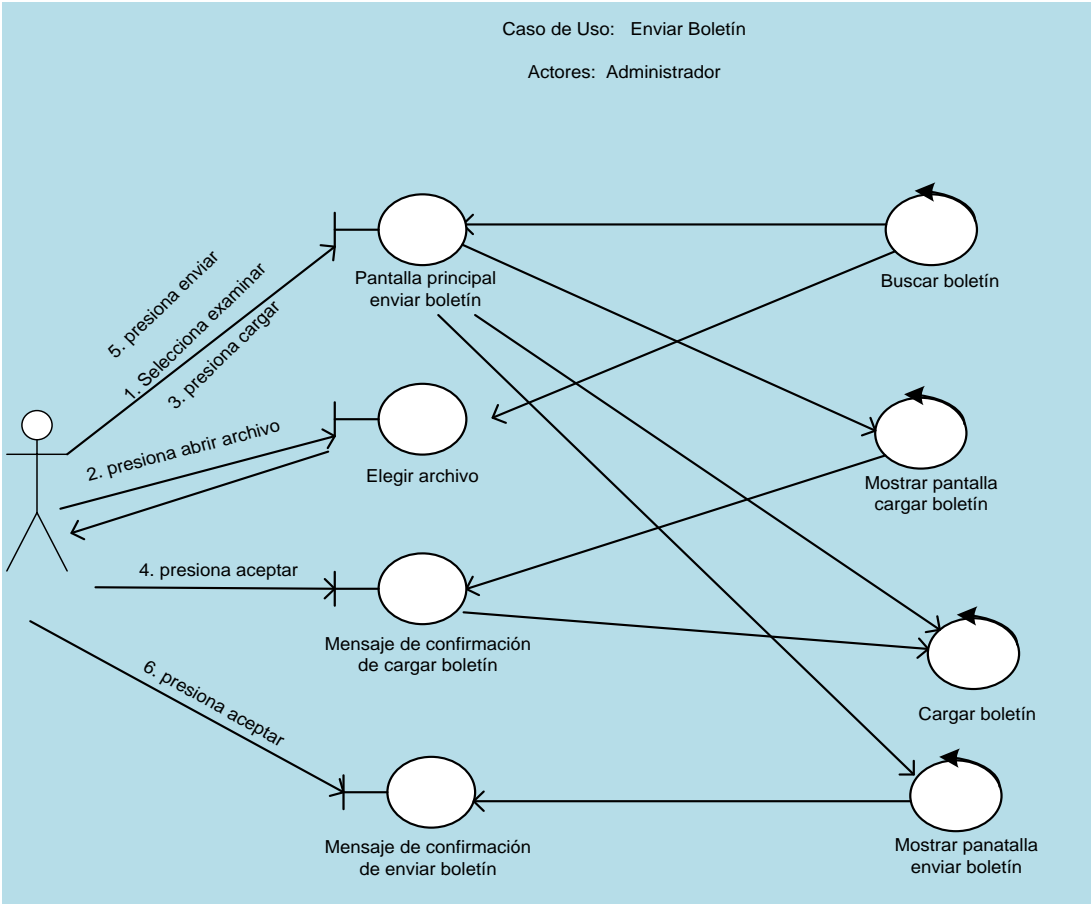 Caso de Uso: Enviar Boletín
Actores: Administrador
5. presiona enviar
1. Selecciona examinar
3. presiona cargar
Pantalla principal
enviar boletín
Buscar boletín
2. presiona abrir archivo
Elegir archivo
Mostrar pantalla
cargar boletín
4. presiona aceptar
Mensaje de confirmación
de cargar boletín
Cargar boletín
6. presiona aceptar
Mensaje de confirmación
de enviar boletín
Mostrar panatalla
enviar boletín